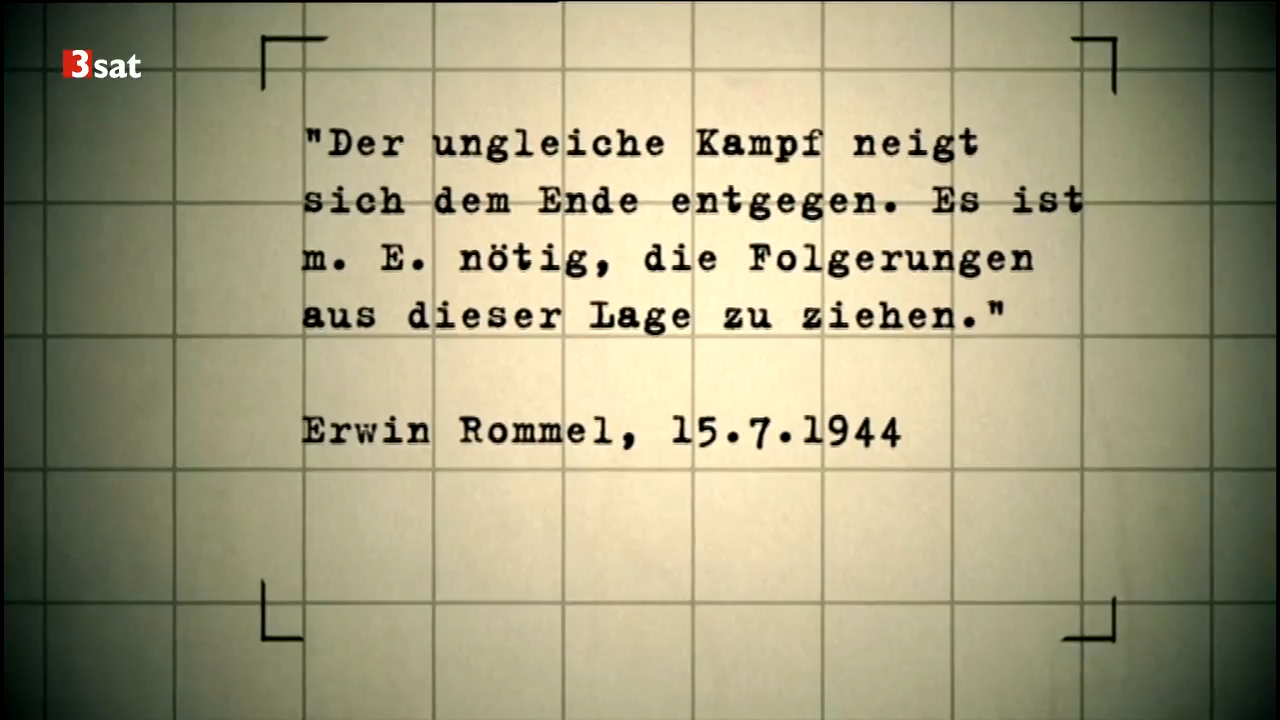 3sat
"Der ungleiche Kampf neigt
sich dem Ende entgegen. Es ist
m. E. nötig, die Folgerungen
aus dieser Lage zu ziehen."
Erwin Rommel, 15.7.1944